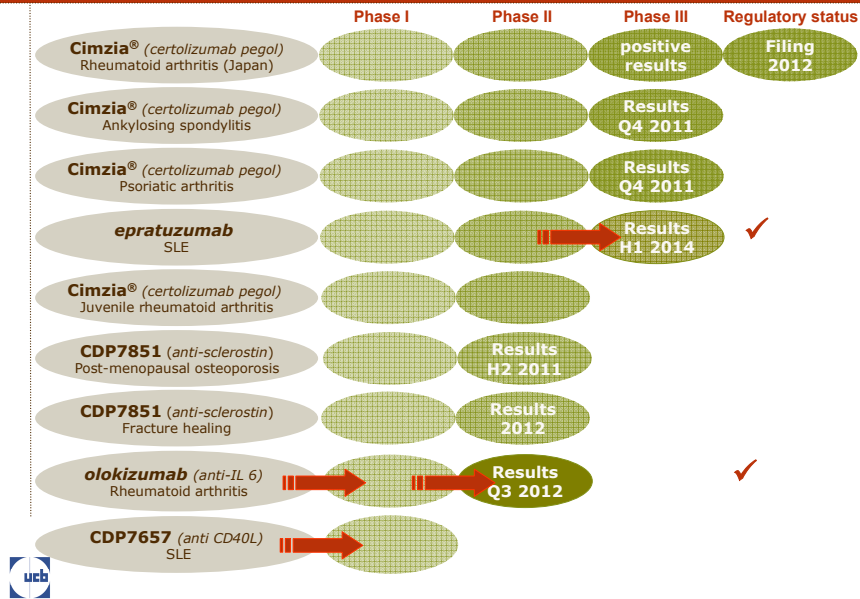 Phase I Phase II Phase III Regulatory status
Cimzia® (certolizumab pegol)
Rheumatoid arthritis (Japan)
positive
results
Filing
2012
Cimzia® (certolizumab pegol)
Ankylosing spondylitis
Results
Q4 2011
Cimzia® (certolizumab pegol)
Psoriatic arthritis
Results
Q4 2011
epratuzumab
SLE
Results
H1 2014
Cimzia® (certolizumab pegol)
Juvenile rheumatoid arthritis
CDP7851 (anti-sclerostin)
Post-menopausal osteoporosis
Results
H2 2011
CDP7851 (anti-sclerostin)
Fracture healing
Results
2012
olokizumab (anti-IL 6)
Rheumatoid arthritis
Results
Q3 2012
CDP7657 (anti CD40L)
SLE
ucb